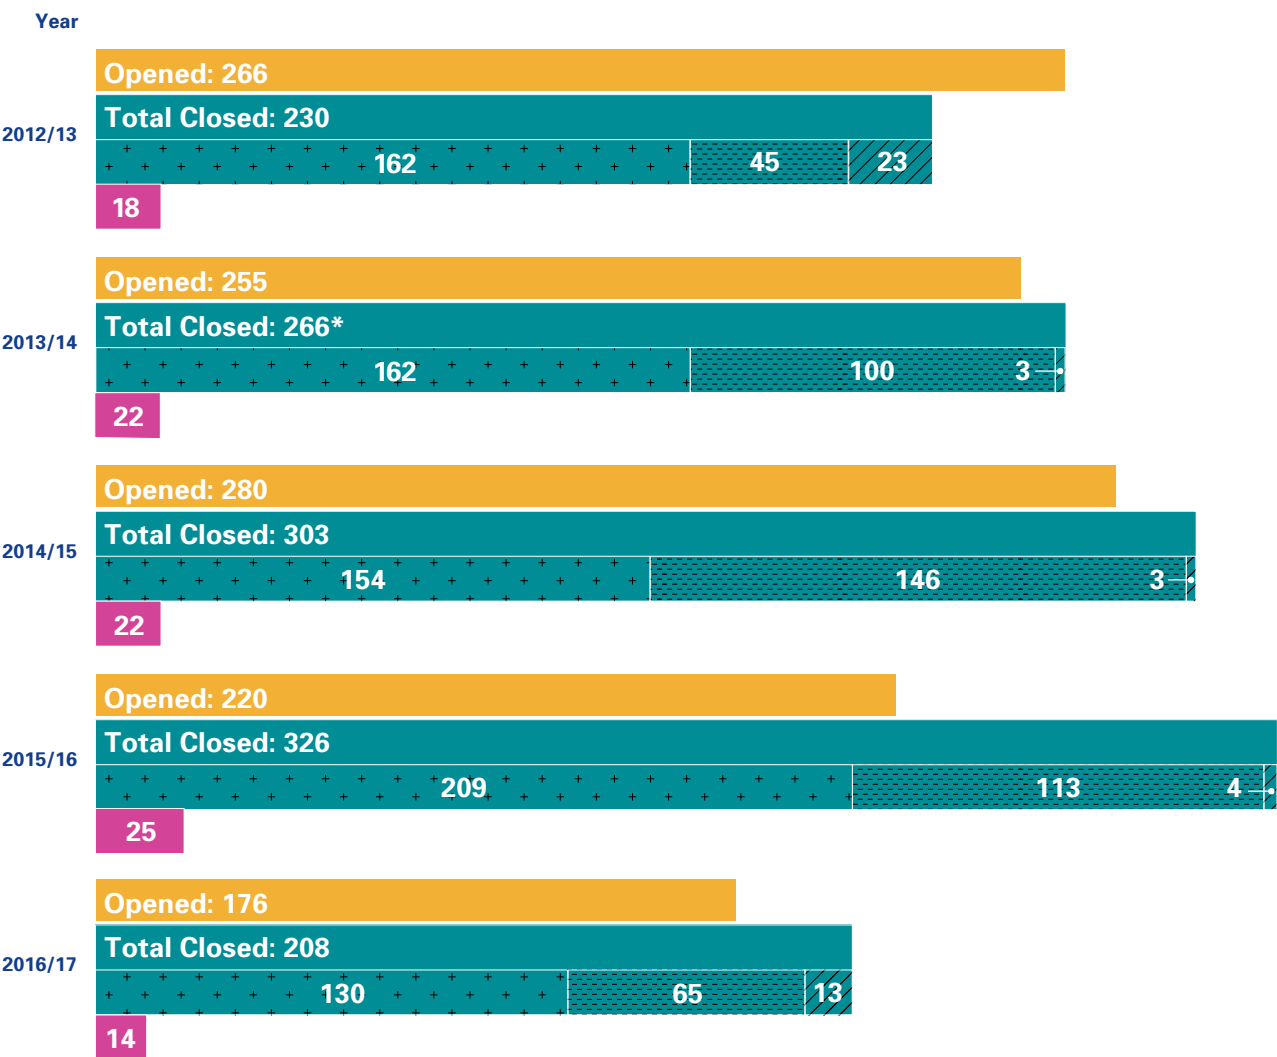 Year
Opened: 266
Total Closed: 230
2012/13
162 45 23
18
Opened: 255
Total Closed: 266*
2013/14
162 100 3
22
Opened: 280
Total Closed: 303
2014/15
154 146 3
22
Opened: 220
Total Closed: 326
2015/16
209 113 4
25
Opened: 176
Total Closed: 208
2016/17
130 65 13
14